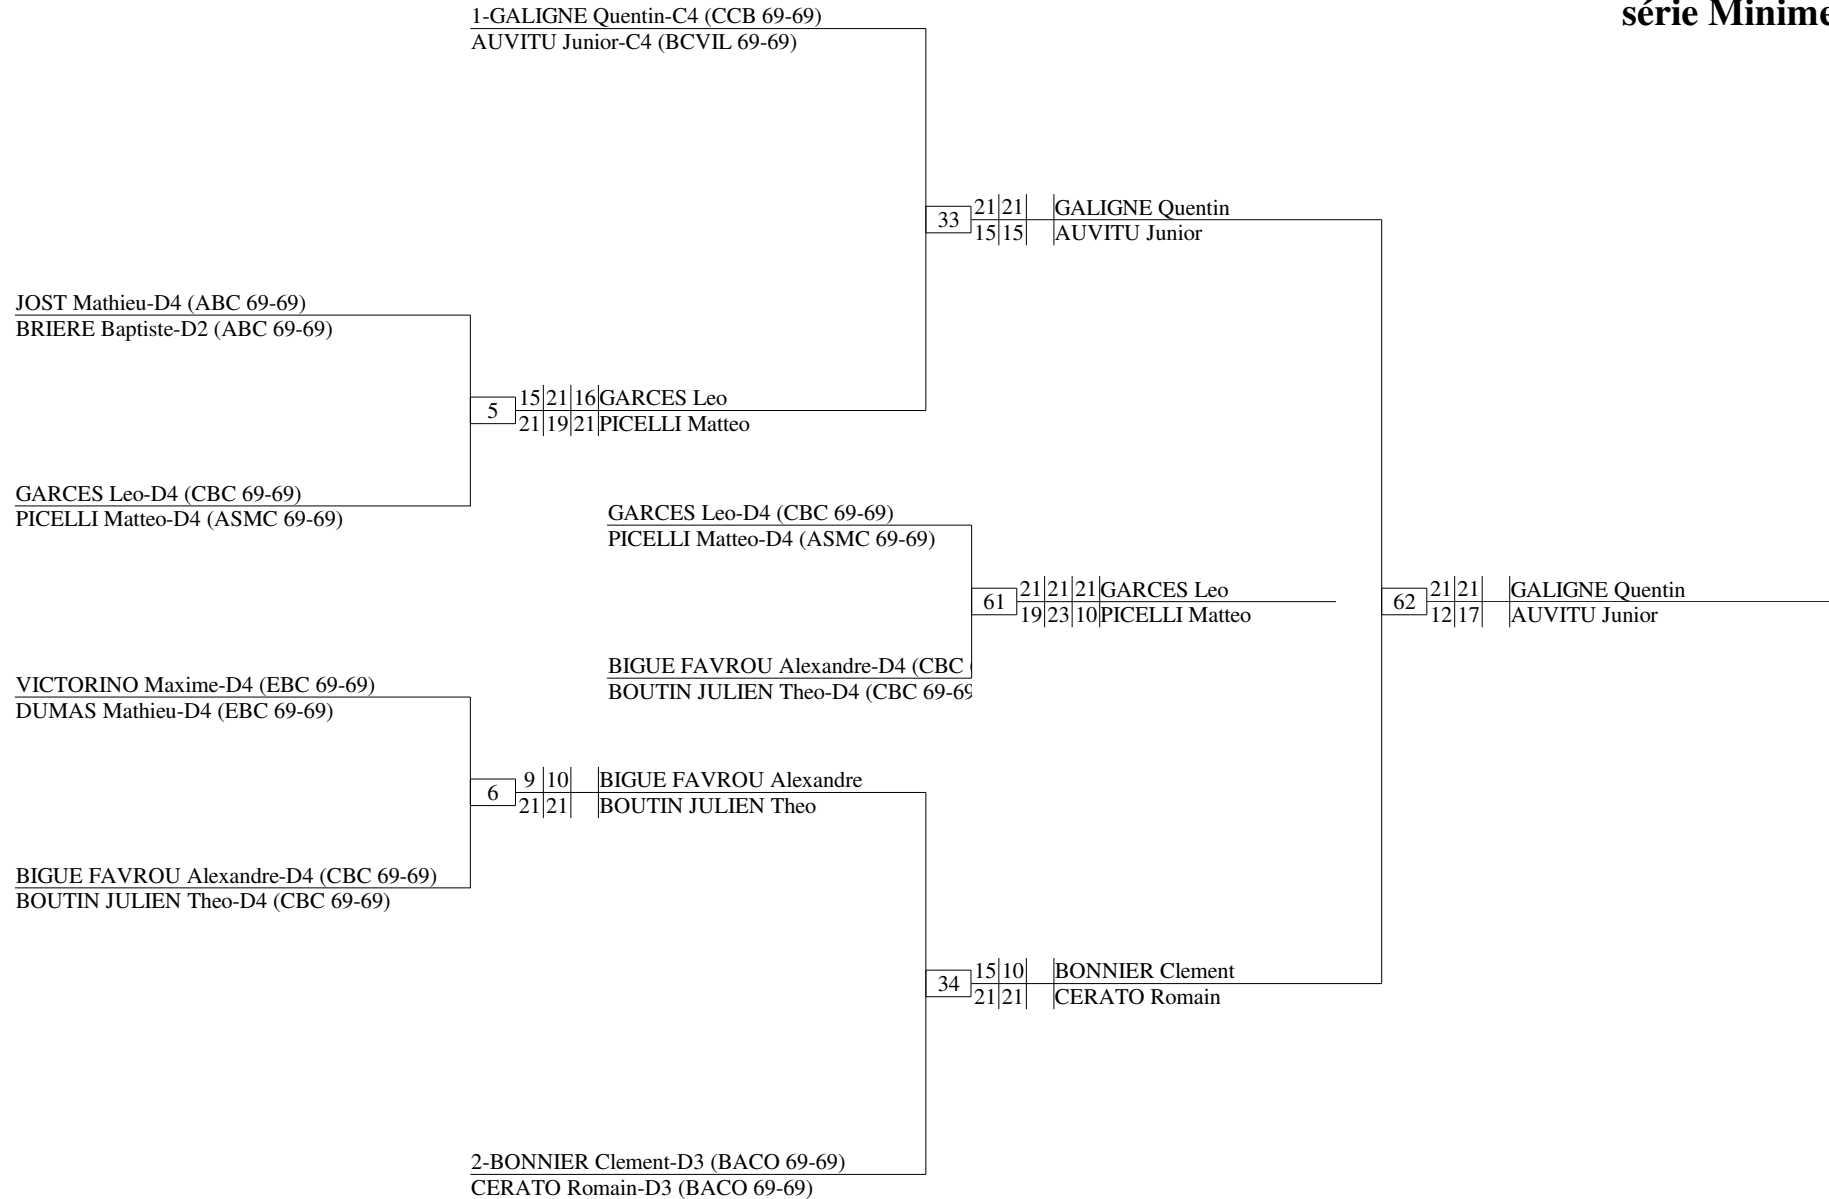 série Minime
1-GALIGNE Quentin-C4 (CCB 69-69)
AUVITU Junior-C4 (BCVIL 69-69)
33 21 21 GALIGNE Quentin
15 15 AUVITU Junior
JOST Mathieu-D4 (ABC 69-69)
BRIERE Baptiste-D2 (ABC 69-69)
5 15 21 16 GARCES Leo
21 19 21 PICELLI Matteo
GARCES Leo-D4 (CBC 69-69)
PICELLI Matteo-D4 (ASMC 69-69)
GARCES Leo-D4 (CBC 69-69)
PICELLI Matteo-D4 (ASMC 69-69)
61 21 21 21 GARCES Leo
19 23 10 PICELLI Matteo
62 21 21 GALIGNE Quentin
12 17 AUVITU Junior
BIGUE FAVROU Alexandre-D4 (CBC
BOUTIN JULIEN Theo-D4 (CBC 69-69
VICTORINO Maxime-D4 (EBC 69-69)
DUMAS Mathieu-D4 (EBC 69-69)
6 9 10 BIGUE FAVROU Alexandre
21 21 BOUTIN JULIEN Theo
BIGUE FAVROU Alexandre-D4 (CBC 69-69)
BOUTIN JULIEN Theo-D4 (CBC 69-69)
34 15 10 BONNIER Clement
21 21 CERATO Romain
2-BONNIER Clement-D3 (BACO 69-69)
CERATO Romain-D3 (BACO 69-69)